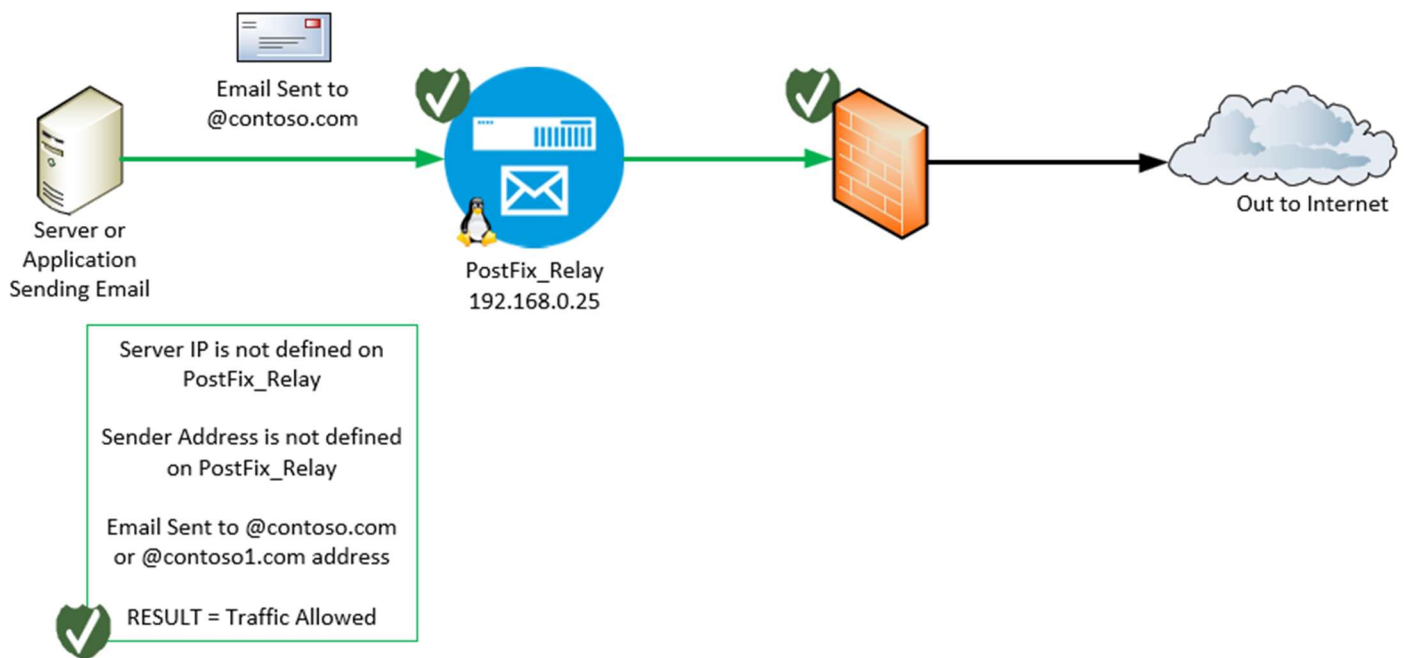 Email Sent to
@contoso.com
Server or
Application
Sending Email
PostFix_Relay
192.168.0.25
Out to Internet
Server IP is not defined on
PostFix_Relay
Sender Address is not defined
on PostFix_Relay
Email Sent to @contoso.com
or @contoso1.com address
RESULT = Traffic Allowed